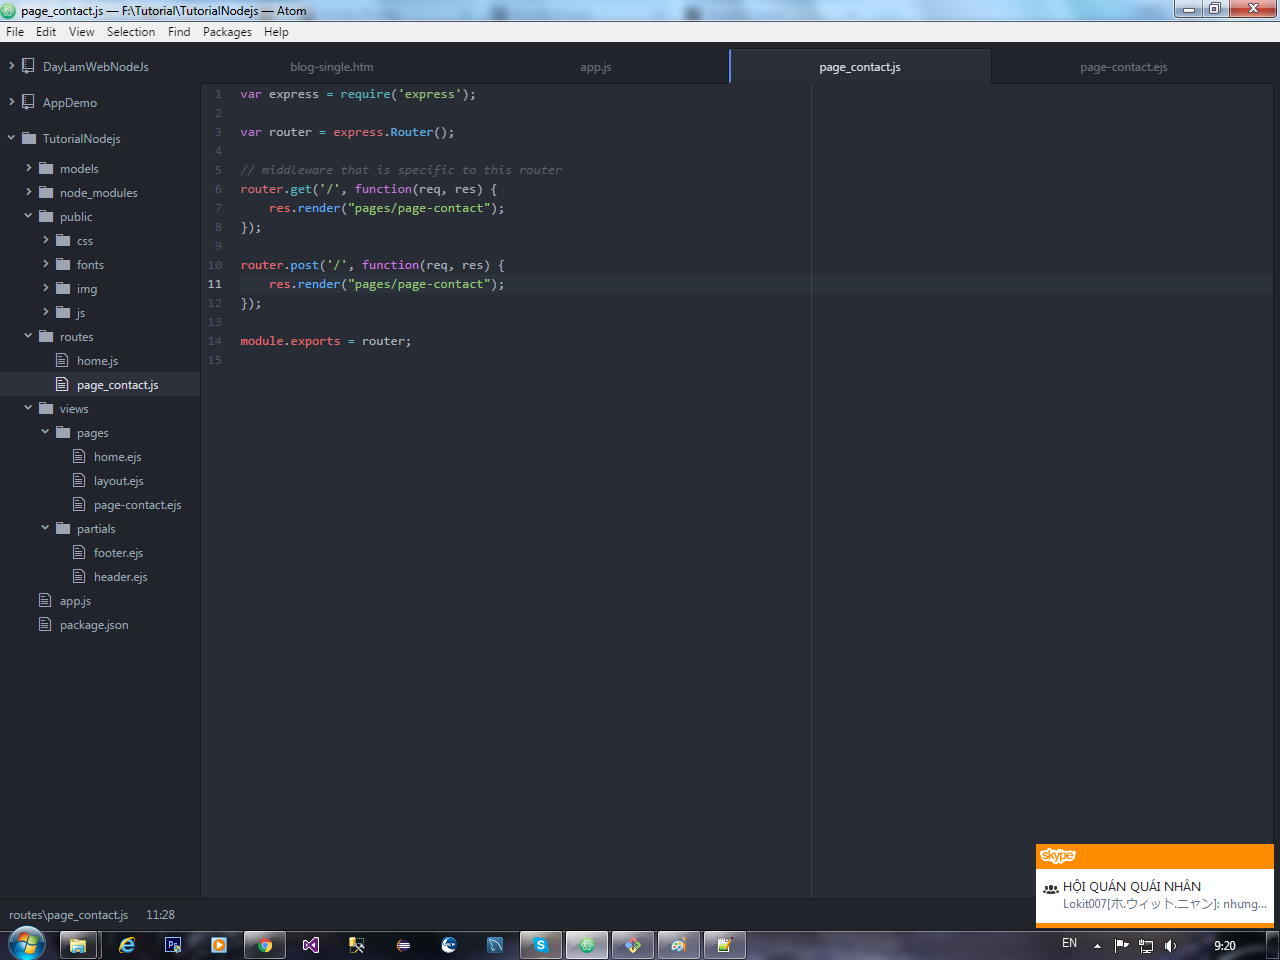 page_contact.js — F:\Tutorial\TutorialNodejs — Atom
File Edit View Selection Find Packages Help
DayLamWebNodeJs
AppDemo
TutorialNodejs
models
node_modules
public
css
fonts
img
js
routes
home.js
page_contact.js
views
pages
home.ejs
layout.ejs
page-contact.ejs
partials
footer.ejs
header.ejs
app.js
package.json
blog-single.htm app.js page_contact.js page-contact.ejs
1 var express = require('express');
2
3 var router = express.Router();
4
5 // middleware that is specific to this router
6 router.get('/', function(req, res) {
7 res.render("pages/page-contact");
8 });
9
10 router.post('/', function(req, res) {
11 res.render("pages/page-contact");
12 });
13
14 module.exports = router;
15
skype
HỘI QUÁN QUÁI NHÂN
Lokit007[ホ.ウィット.ニャン]: nhưng...
routes\page_contact.js 11:28
Ps
EN
9:20